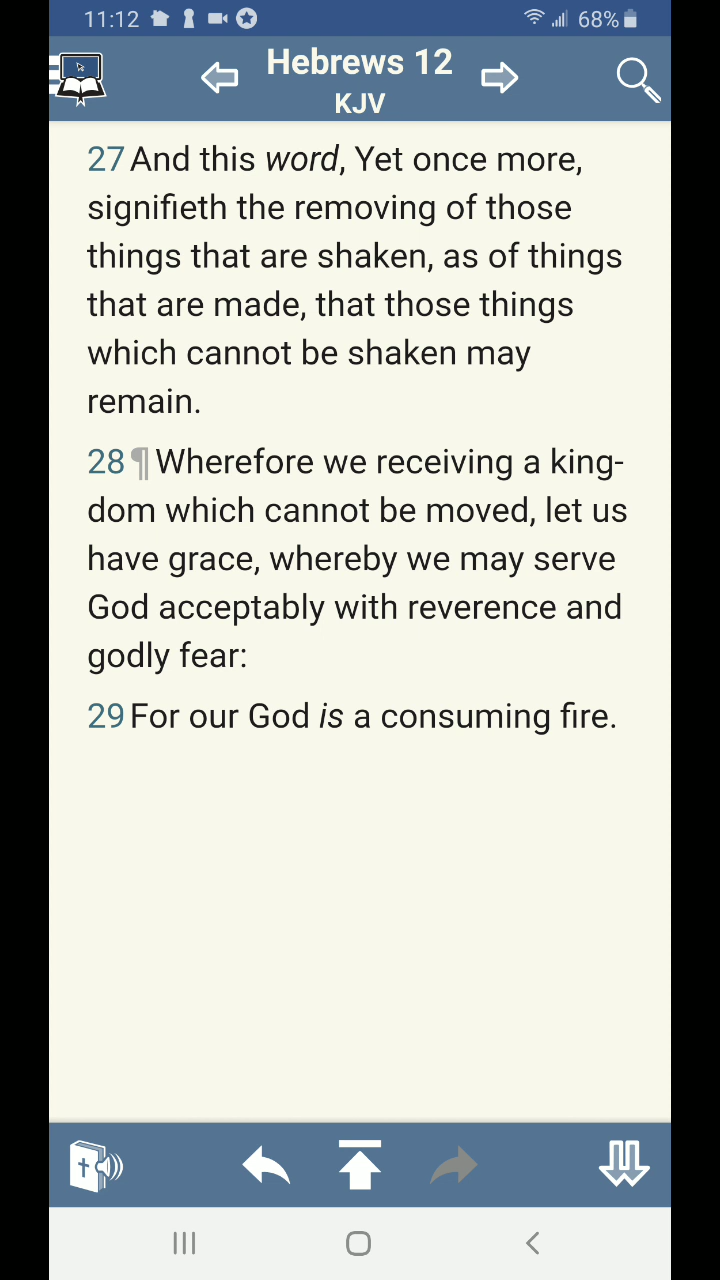 11:12 68%
Hebrews 12
KJV
27 And this word, Yet once more,
signifieth the removing of those
things that are shaken, as of things
that are made, that those things
which cannot be shaken may
remain.
28 ¶ Wherefore we receiving a king-
dom which cannot be moved, let us
have grace, whereby we may serve
God acceptably with reverence and
godly fear:
29 For our God is a consuming fire.